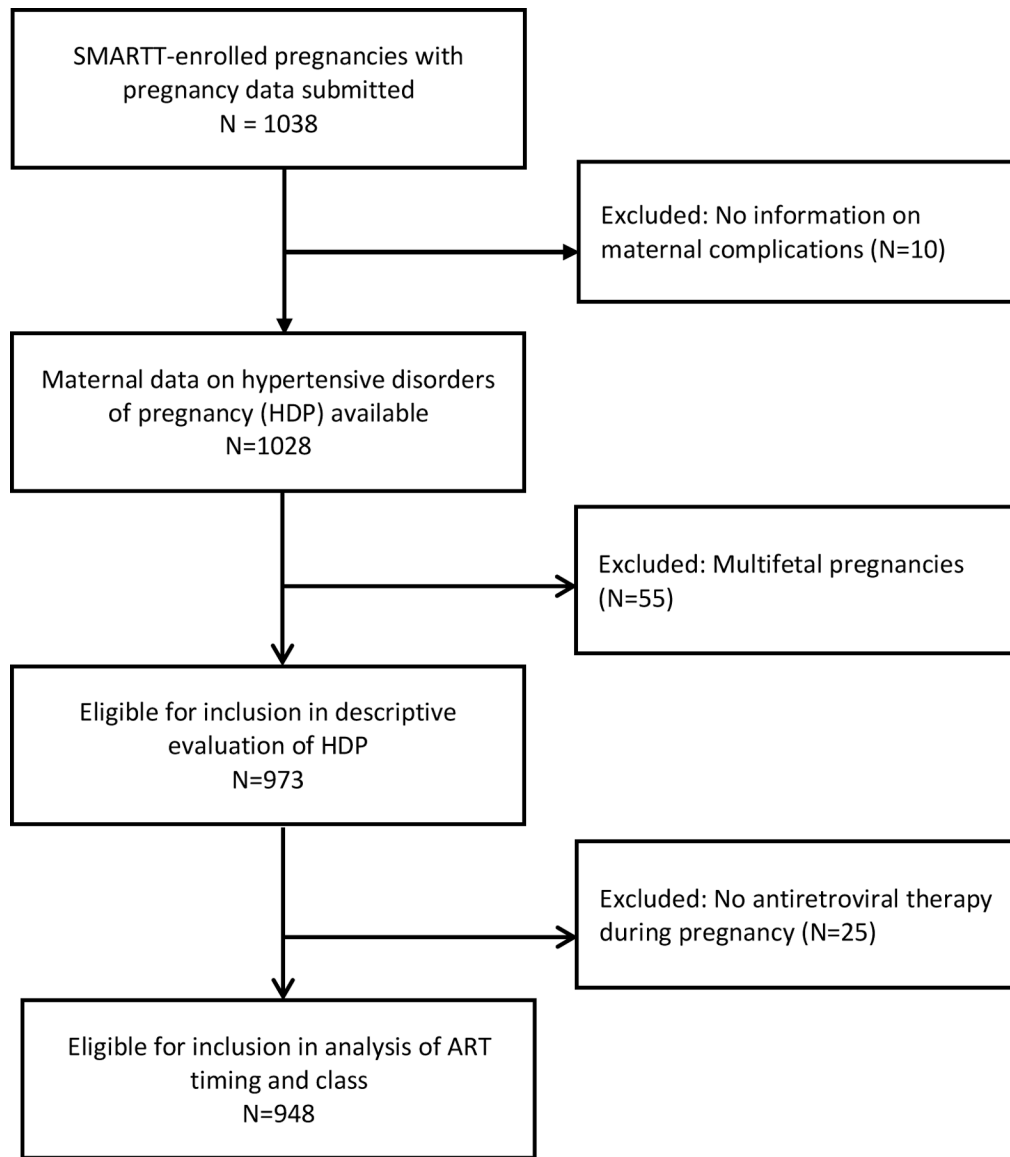 SMARTT-enrolled pregnancies with
pregnancy data submitted
N = 1038
Excluded: No information on
maternal complications (N=10)
Maternal data on hypertensive disorders
of pregnancy (HDP) available
N=1028
Excluded: Multifetal pregnancies
(N=55)
Eligible for inclusion in descriptive
evaluation of HDP
N=973
Excluded: No antiretroviral therapy
during pregnancy (N=25)
Eligible for inclusion in analysis of ART
timing and class
N=948